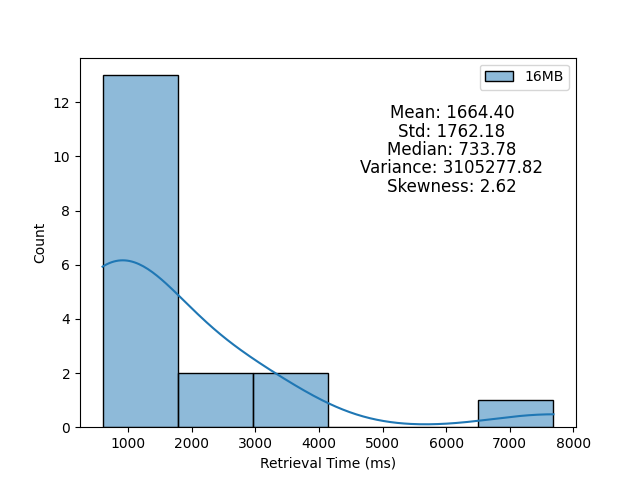 16MB
Mean: 1664.40
Std: 1762.18
Median: 733.78
Variance: 3105277.82
Skewness: 2.62
Count
12
10
8
6
4
2
0
1000 2000 3000 4000 5000 6000 7000 8000
Retrieval Time (ms)